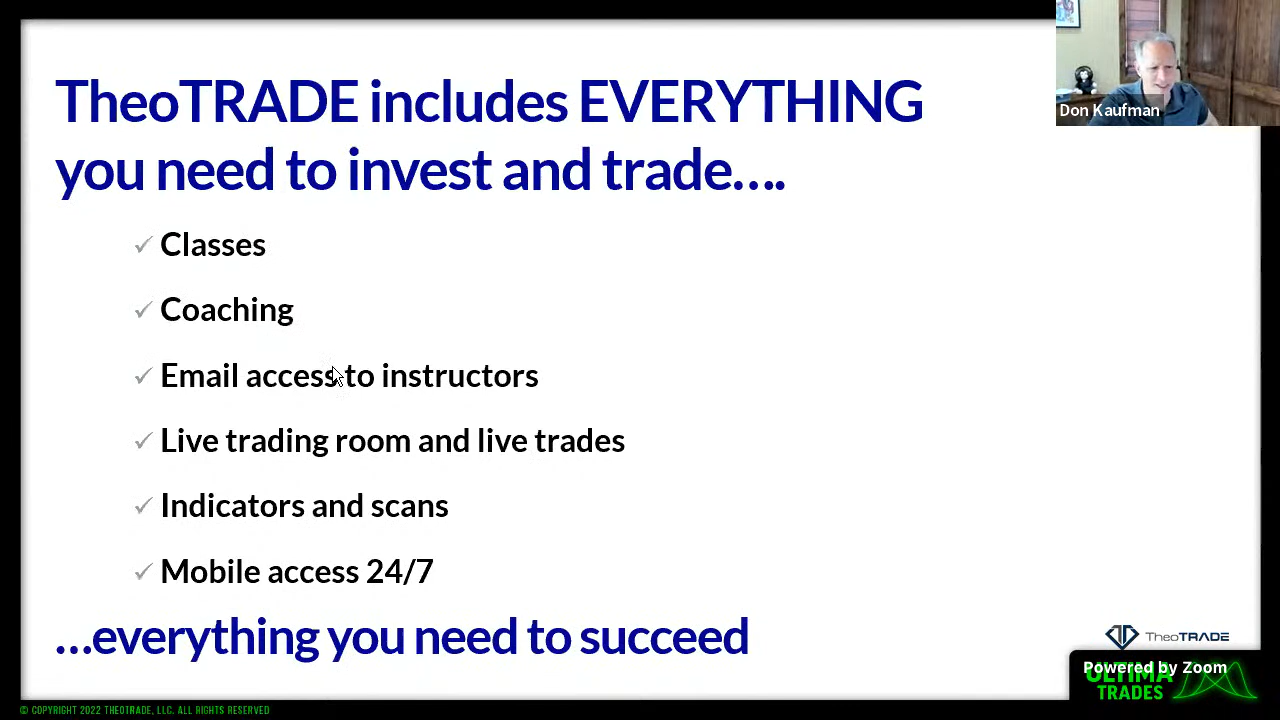 TheoTRADE includes EVERYTHING
you need to invest and trade....
Don Kaufman
✓ Classes
✓ Coaching
✓ Email access to instructors
✓ Live trading room and live trades
✓ Indicators and scans
✓ Mobile access 24/7
...everything you need to succeed
TheoTRADE
Powered by Zoom
ULTIMA
TRADES
© COPYRIGHT 2022 THEOTRADE, LLC. ALL RIGHTS RESERVED